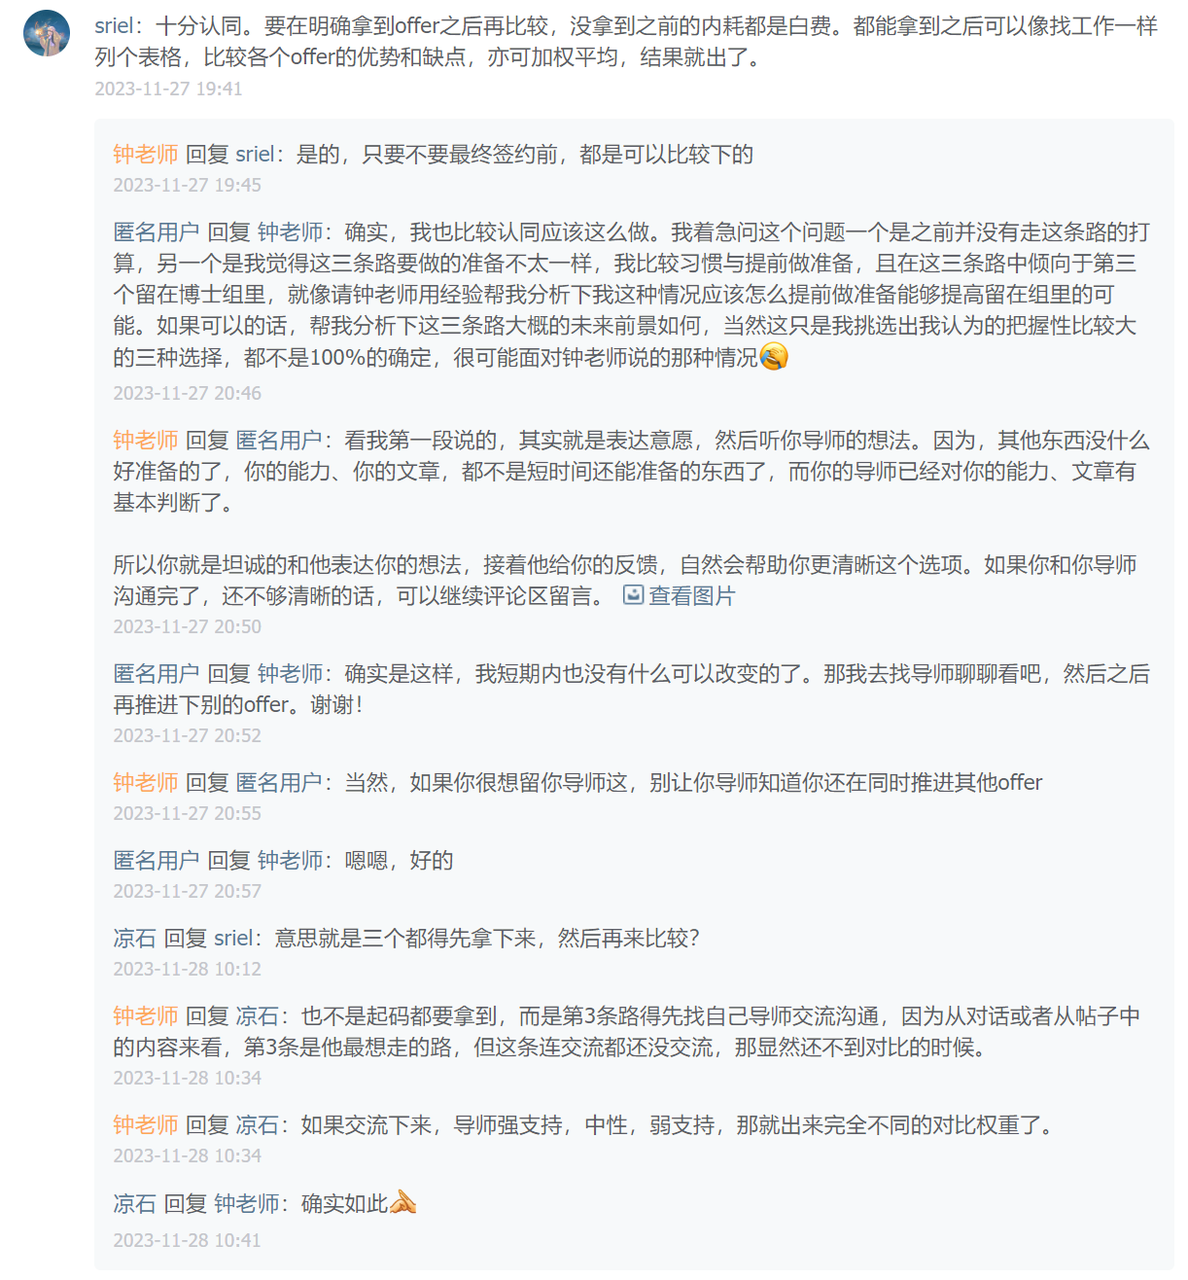 sriel：十分认同。要在明确拿到offer之后再比较，没拿到之前的内耗都是白费。都能拿到之后可以像找工作一样
列个表格，比较各个offer的优势和缺点，亦可加权平均，结果就出了。
2023-11-27 19:41
钟老师 回复 sriel：是的，只要不要最终签约前，都是可以比较下的
2023-11-27 19:45
匿名用户 回复 钟老师：确实，我也比较认同应该这么做。我着急问这个问题一个是之前并没有走这条路的打
算，另一个是我觉得这三条路要做的准备不太一样，我比较习惯与提前做准备，且在这三条路中倾向于第三
个留在博士组里，就像请钟老师用经验帮我分析下我这种情况应该怎么提前做准备能够提高留在组里的可
能。如果可以的话，帮我分析下这三条路大概的未来前景如何，当然这只是我挑选出我认为的把握性比较大
的三种选择，都不是100%的确定，很可能面对钟老师说的那种情况
2023-11-27 20:46
钟老师 回复 匿名用户：看我第一段说的，其实就是表达意愿，然后听你导师的想法。因为，其他东西没什么
好准备的了，你的能力、你的文章，都不是短时间还能准备的东西了，而你的导师已经对你的能力、文章有
基本判断了。
所以你就是坦诚的和他表达你的想法，接着他给你的反馈，自然会帮助你更清晰这个选项。如果你和你导师
沟通完了，还不够清晰的话，可以继续评论区留言。 查看图片
2023-11-27 20:50
匿名用户 回复 钟老师：确实是这样，我短期内也没有什么可以改变的了。那我去找导师聊聊看吧，然后之后
再推进下别的offer。谢谢！
2023-11-27 20:52
钟老师 回复 匿名用户：当然，如果你很想留你导师这，别让你导师知道你还在同时推进其他offer
2023-11-27 20:55
匿名用户 回复 钟老师：嗯嗯，好的
2023-11-27 20:57
凉石 回复 sriel：意思就是三个都得先拿下来，然后再来比较？
2023-11-28 10:12
钟老师 回复 凉石：也不是起码都要拿到，而是第3条路得先找自己导师交流沟通，因为从对话或者从帖子中
的内容来看，第3条是他最想走的路，但这条连交流都还没交流，那显然还不到对比的时候。
2023-11-28 10:34
钟老师 回复 凉石：如果交流下来，导师强支持，中性，弱支持，那就出来完全不同的对比权重了。
2023-11-28 10:34
凉石 回复 钟老师：确实如此
2023-11-28 10:41